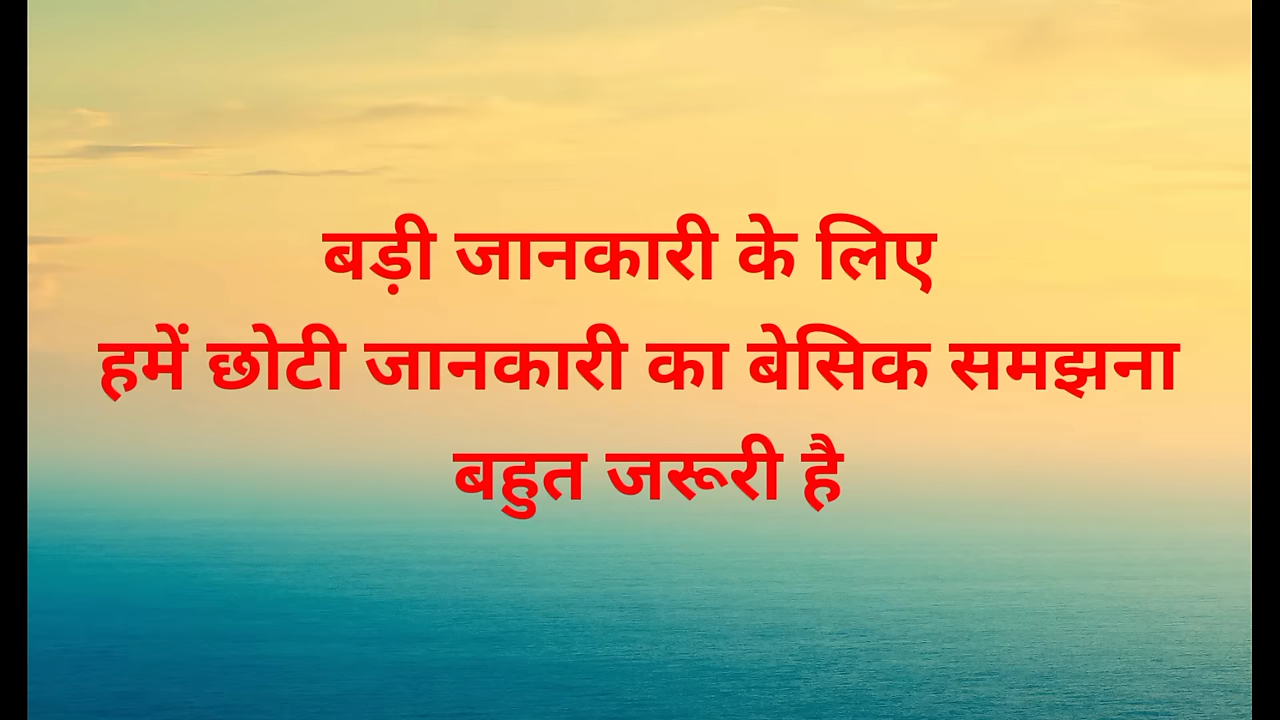 बड़ी जानकारी के लिए
हमें छोटी जानकारी का बेसिक समझना
बहुत जरूरी है